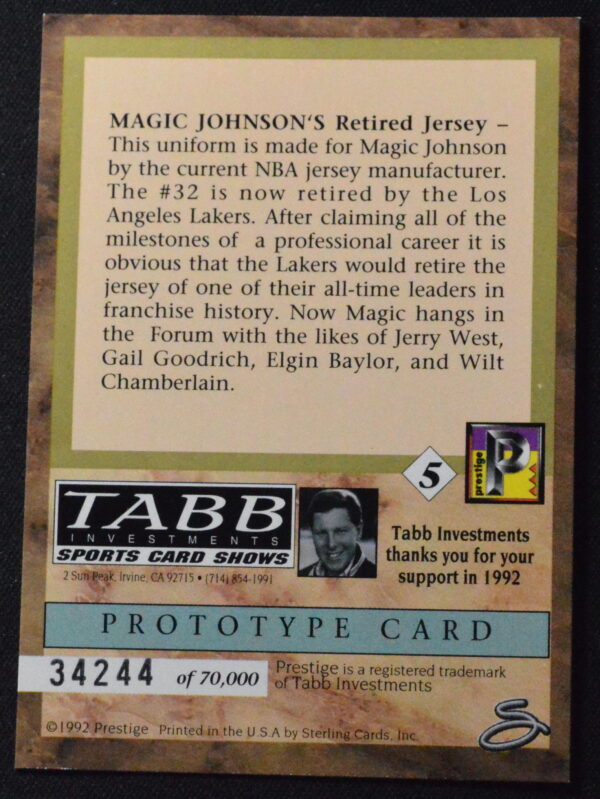 MAGIC JOHNSON'S Retired Jersey –
This uniform is made for Magic Johnson
by the current NBA jersey manufacturer.
The #32 is now retired by the Los
Angeles Lakers. After claiming all of the
milestones of a professional career it is
obvious that the Lakers would retire the
jersey of one of their all-time leaders in
franchise history. Now Magic hangs in
the Forum with the likes of Jerry West,
Gail Goodrich, Elgin Baylor, and Wilt
Chamberlain.
5
prestige
P
TABB
INVESTMENTS
SPORTS CARD SHOWS
2 Sun Peak, Irvine, CA 92715 • (714) 854-1991
Tabb Investments
thanks you for your
support in 1992
PROTOTYPE CARD
34244 of 70,000
Prestige is a registered trademark
of Tabb Investments
©1992 Prestige Printed in the U.S.A by Sterling Cards, Inc.
S